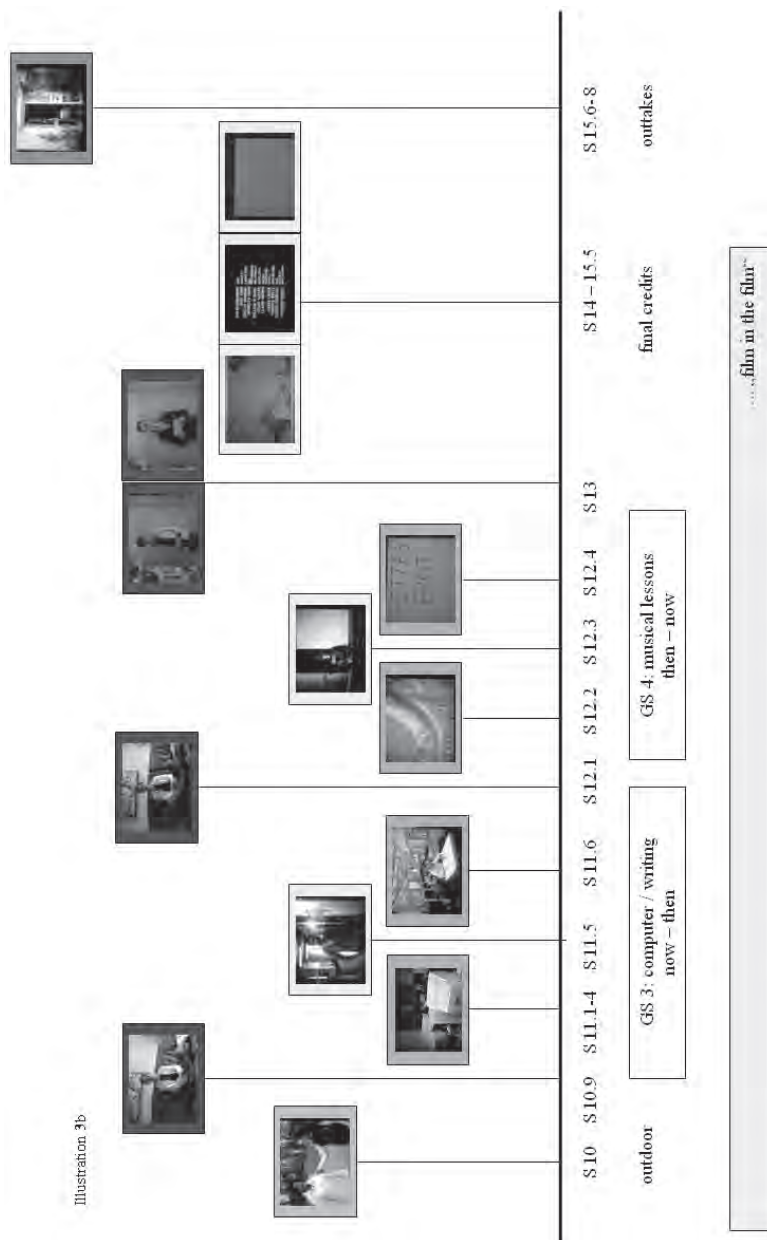 Illustration 3b
S10
S10.9
S11.1-4
S11.5
S11.6
S12.1
S12.2
S12.3
S12.4
S13
S14 – 15.5
S15.6-8
outdoor
GS 3: computer / writing
now – then
GS 4: musical lessons
then – now
final credits
outtakes
… „film in the film“